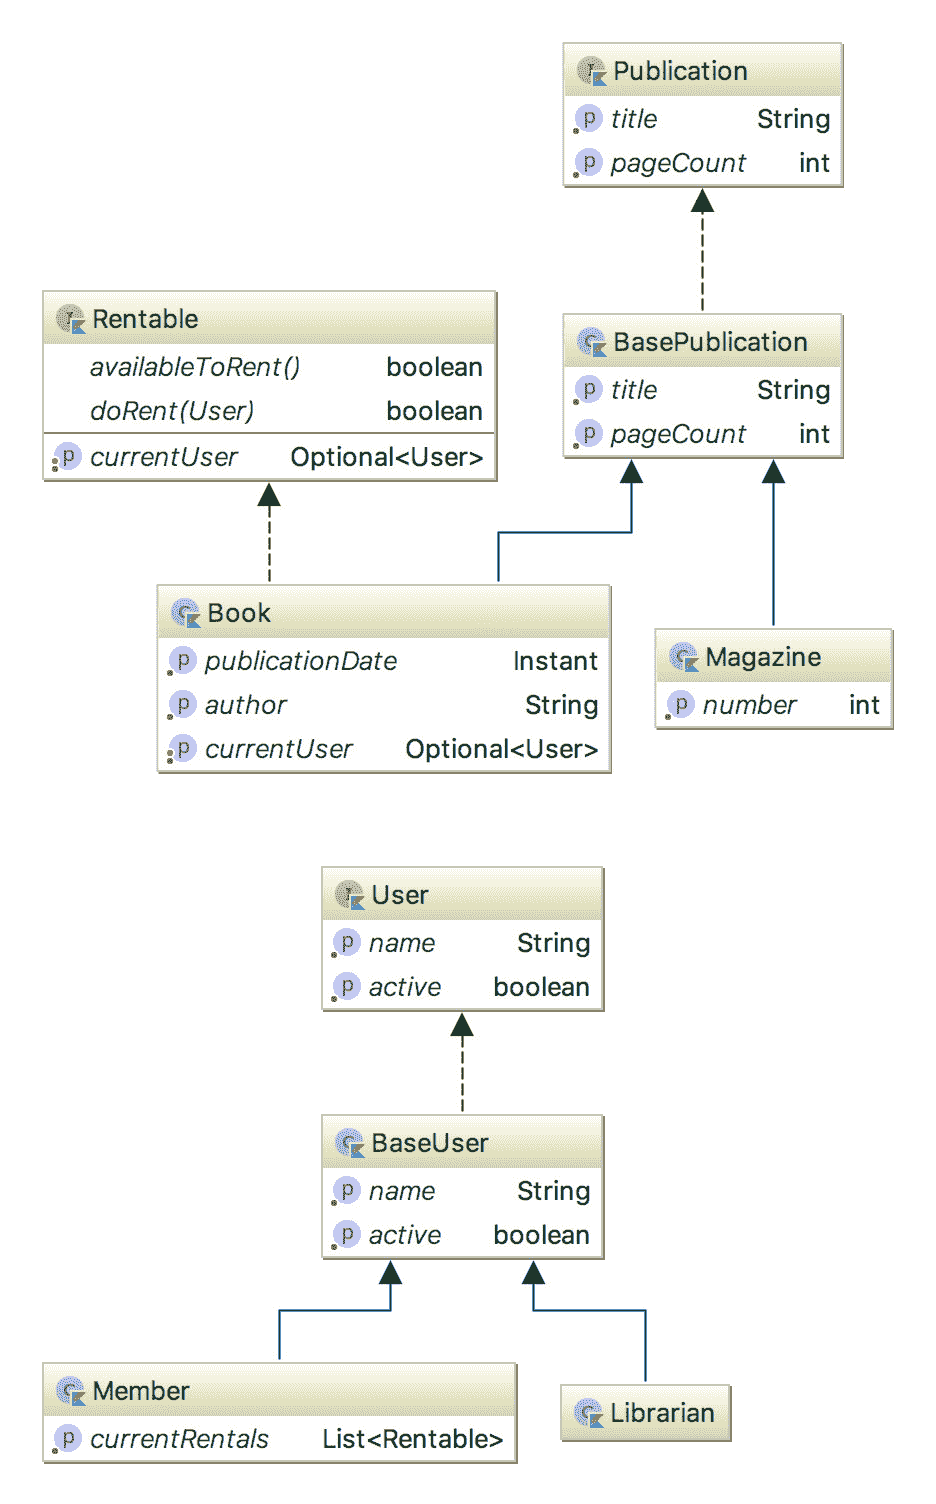 Publication
title String
pageCount int
Rentable
availableToRent() boolean
doRent(User) boolean
currentUser Optional<User>
BasePublication
title String
pageCount int
Book
publicationDate Instant
author String
currentUser Optional<User>
Magazine
number int
User
name String
active boolean
BaseUser
name String
active boolean
Member
currentRentals List<Rentable>
Librarian